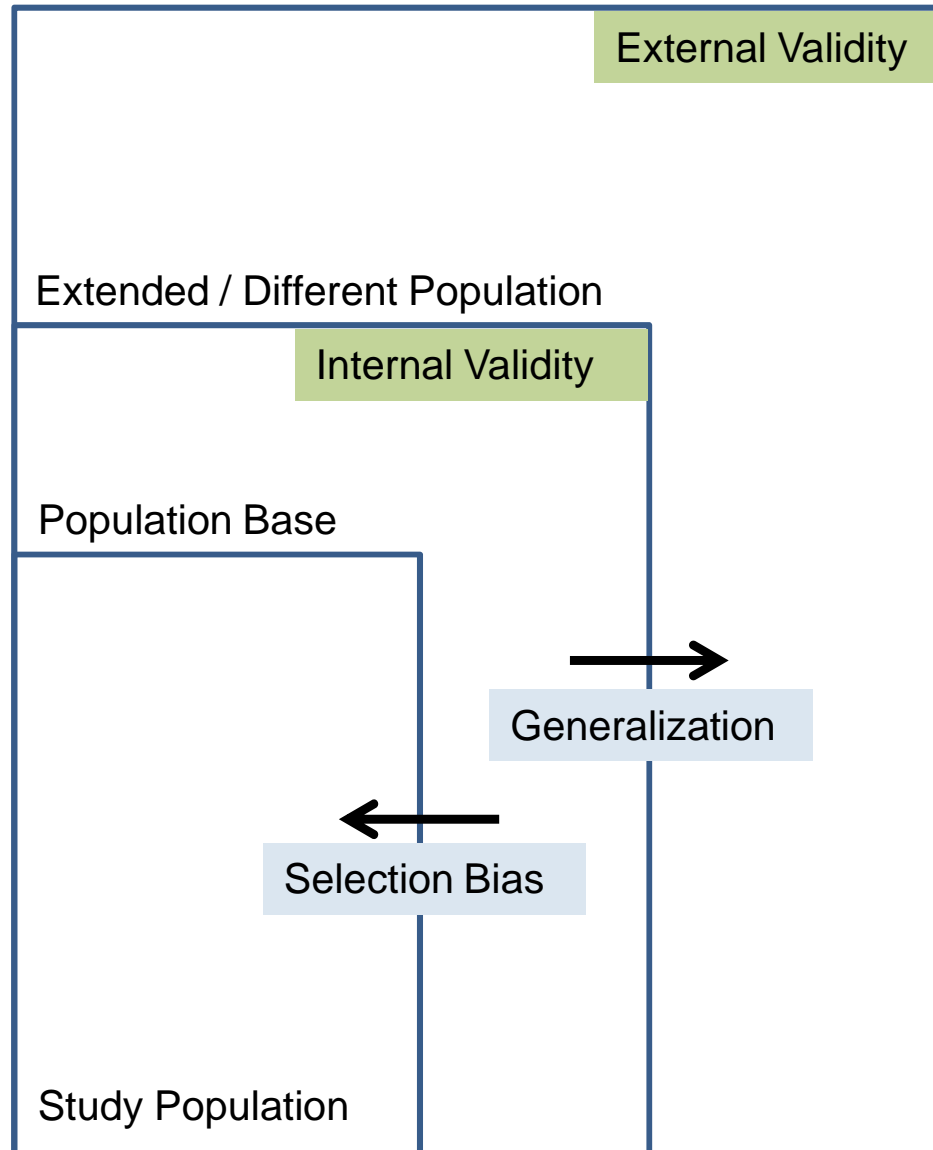 External Validity
Extended / Different Population
Internal Validity
Population Base
Generalization
Selection Bias
Study Population